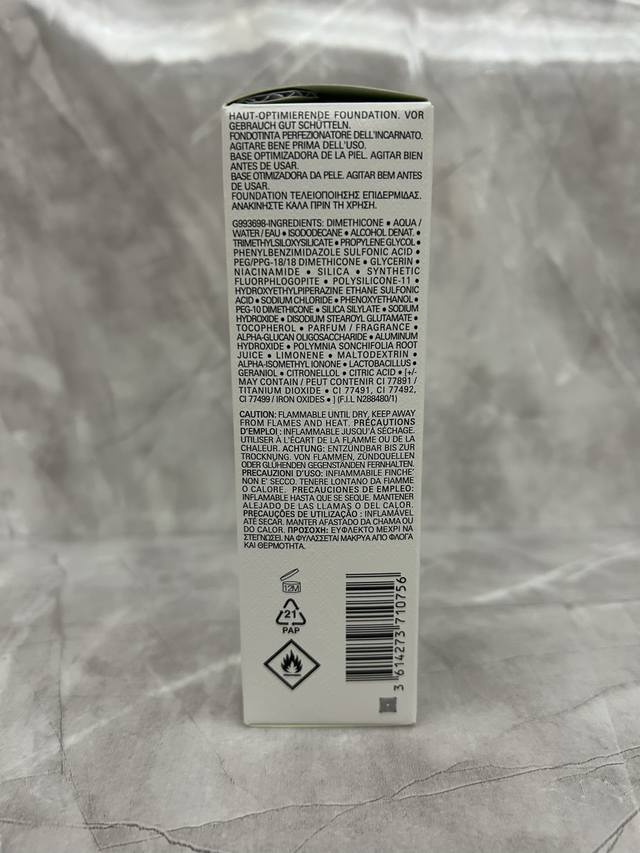 HAUT-OPTIMIERENDE FOUNDATION. VOR
GEBRAUCH GUT SCHÜTTELN.
FONDOTINTA PERFEZIONATORE DELL'INCARNATO.
AGITARE BENE PRIMA DELL'USO.
BASE OPTIMIZADORA DE LA PIEL. AGITAR BIEN
ANTES DE USAR.
BASE OTIMIZADORA DA PELE. AGITAR BEM ANTES
DE USAR.
FOUNDATION ΤΕΛΕΙΟΠΟΙΗΣΗΣ ΕΠΙΔΕΡΜΙΔΑΣ.
ΑΝΑΚΙΝΗΣΤΕ ΚΑΛΑ ΠΡΙΝ ΤΗ ΧΡΗΣΗ.
G993698-INGREDIENTS: DIMETHICONE • AQUA /
WATER / EAU • ISODODECANE • ALCOHOL DENAT. •
TRIMETHYLSILOXYSILICATE • PROPYLENE GLYCOL •
PHENYLBENZIMIDAZOLE SULFONIC ACID •
PEG/PPG-18/18 DIMETHICONE • GLYCERIN •
NIACINAMIDE • SILICA • SYNTHETIC
FLUORPHLOGOPITE • POLYSILICONE-11 •
HYDROXYETHYLPIPERAZINE ETHANE SULFONIC
ACID • SODIUM CHLORIDE • PHENOXYETHANOL •
PEG-10 DIMETHICONE • SILICA SILYLATE • SODIUM
HYDROXIDE • DISODIUM STEAROYL GLUTAMATE •
TOCOPHEROL • PARFUM / FRAGRANCE •
ALPHA-GLUCAN OLIGOSACCHARIDE • ALUMINUM
HYDROXIDE • POLYMNIA SONCHIFOLIA ROOT
JUICE • LIMONENE • MALTODEXTRIN •
ALPHA-ISOMETHYL IONONE • LACTOBACILLUS •
GERANIOL • CITRONELLOL • CITRIC ACID • [+/-
MAY CONTAIN / PEUT CONTENIR CI 77891 /
TITANIUM DIOXIDE • CI 77491, CI 77492,
CI 77499 / IRON OXIDES • ] (F.I.L N288480/1)
CAUTION: FLAMMABLE UNTIL DRY, KEEP AWAY
FROM FLAMES AND HEAT. PRÉCAUTIONS
D'EMPLOI : INFLAMMABLE JUSQU'À SÉCHAGE.
UTILISER À L'ÉCART DE LA FLAMME OU DE LA
CHALEUR. ACHTUNG: ENTZÜNDBAR BIS ZUR
TROCKNUNG. VON FLAMMEN, ZÜNDQUELLEN
ODER GLÜHENDEN GEGENSTÄNDEN FERNHALTEN.
PRECAUZIONI D'USO: INFIAMMABILE FINCHE'
NON E' SECCO. TENERE LONTANO DA FIAMME
O CALORE. PRECAUCIONES DE EMPLEO:
INFLAMABLE HASTA QUE SE SEQUE. MANTENER
ALEJADO DE LAS LLAMAS O DEL CALOR.
PRECAUÇÕES DE UTILIZAÇÃO : INFLAMÁVEL
ATÉ SECAR. MANTER AFASTADO DA CHAMA OU
DO CALOR. ΠΡΟΣΟΧΗ: ΕΥΦΛΕΚΤΟ ΜΕΧΡΙ ΝΑ
ΣΤΕΓΝΩΣΕΙ. ΝΑ ΦΥΛΑΣΣΕΤΑΙ ΜΑΚΡΥΑ ΑΠΟ ΦΛΟΓΑ
ΚΑΙ ΘΕΡΜΟΤΗΤΑ.
12M
21
PAP
3 614273 710756